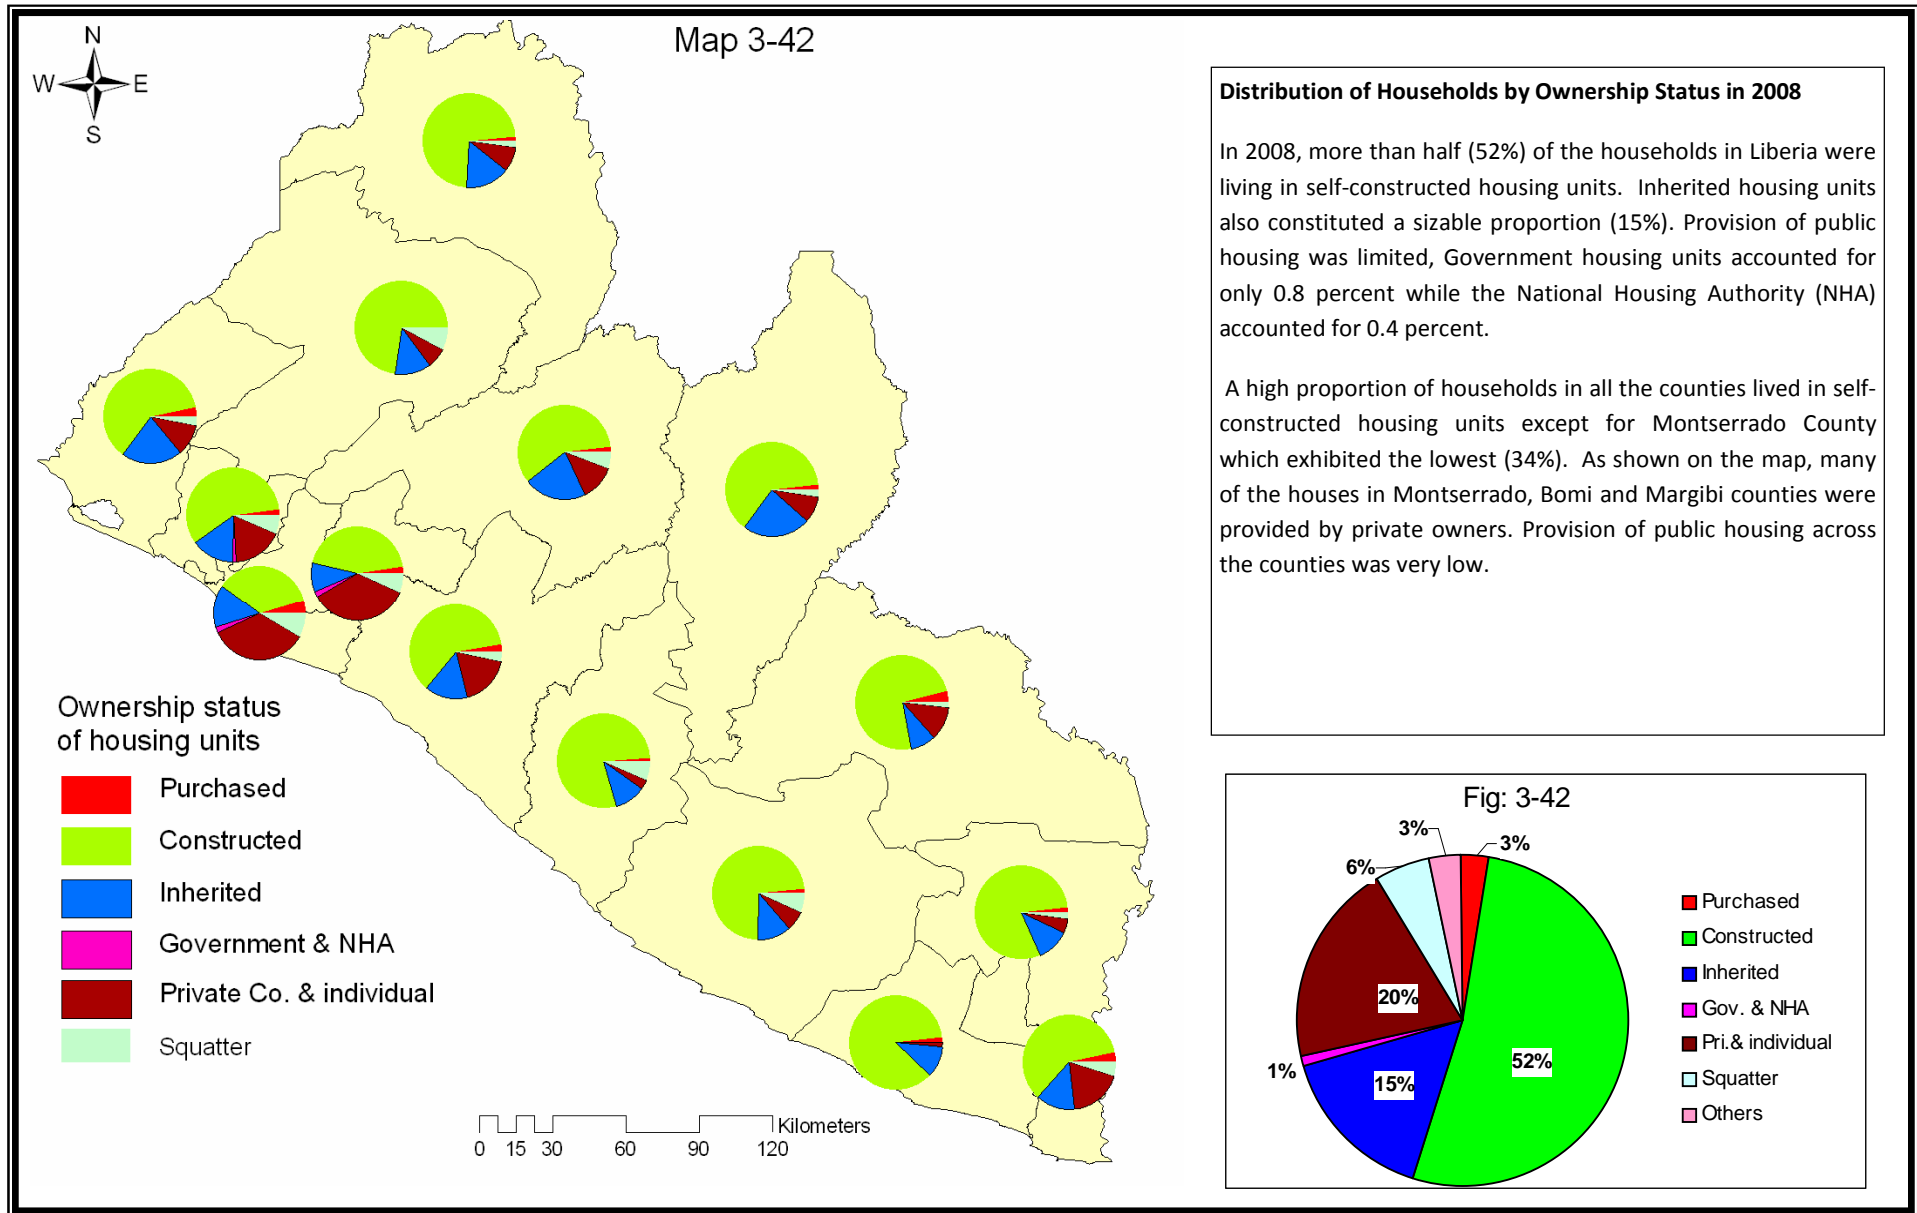 Map 3-42
N
W E
S
Distribution of Households by Ownership Status in 2008
In 2008, more than half (52%) of the households in Liberia were
living in self-constructed housing units. Inherited housing units
also constituted a sizable proportion (15%). Provision of public
housing was limited, Government housing units accounted for
only 0.8 percent while the National Housing Authority (NHA)
accounted for 0.4 percent.
A high proportion of households in all the counties lived in self-
constructed housing units except for Montserrado County
which exhibited the lowest (34%). As shown on the map, many
of the houses in Montserrado, Bomi and Margibi counties were
provided by private owners. Provision of public housing across
the counties was very low.
Ownership status
of housing units
Purchased
Constructed
Inherited
Government & NHA
Private Co. & individual
Squatter
Kilometers
0 15 30 60 90 120
Fig: 3-42
3%
3%
6%
20%
52%
15%
1%
Purchased
Constructed
Inherited
Gov. & NHA
Pri.& individual
Squatter
Others